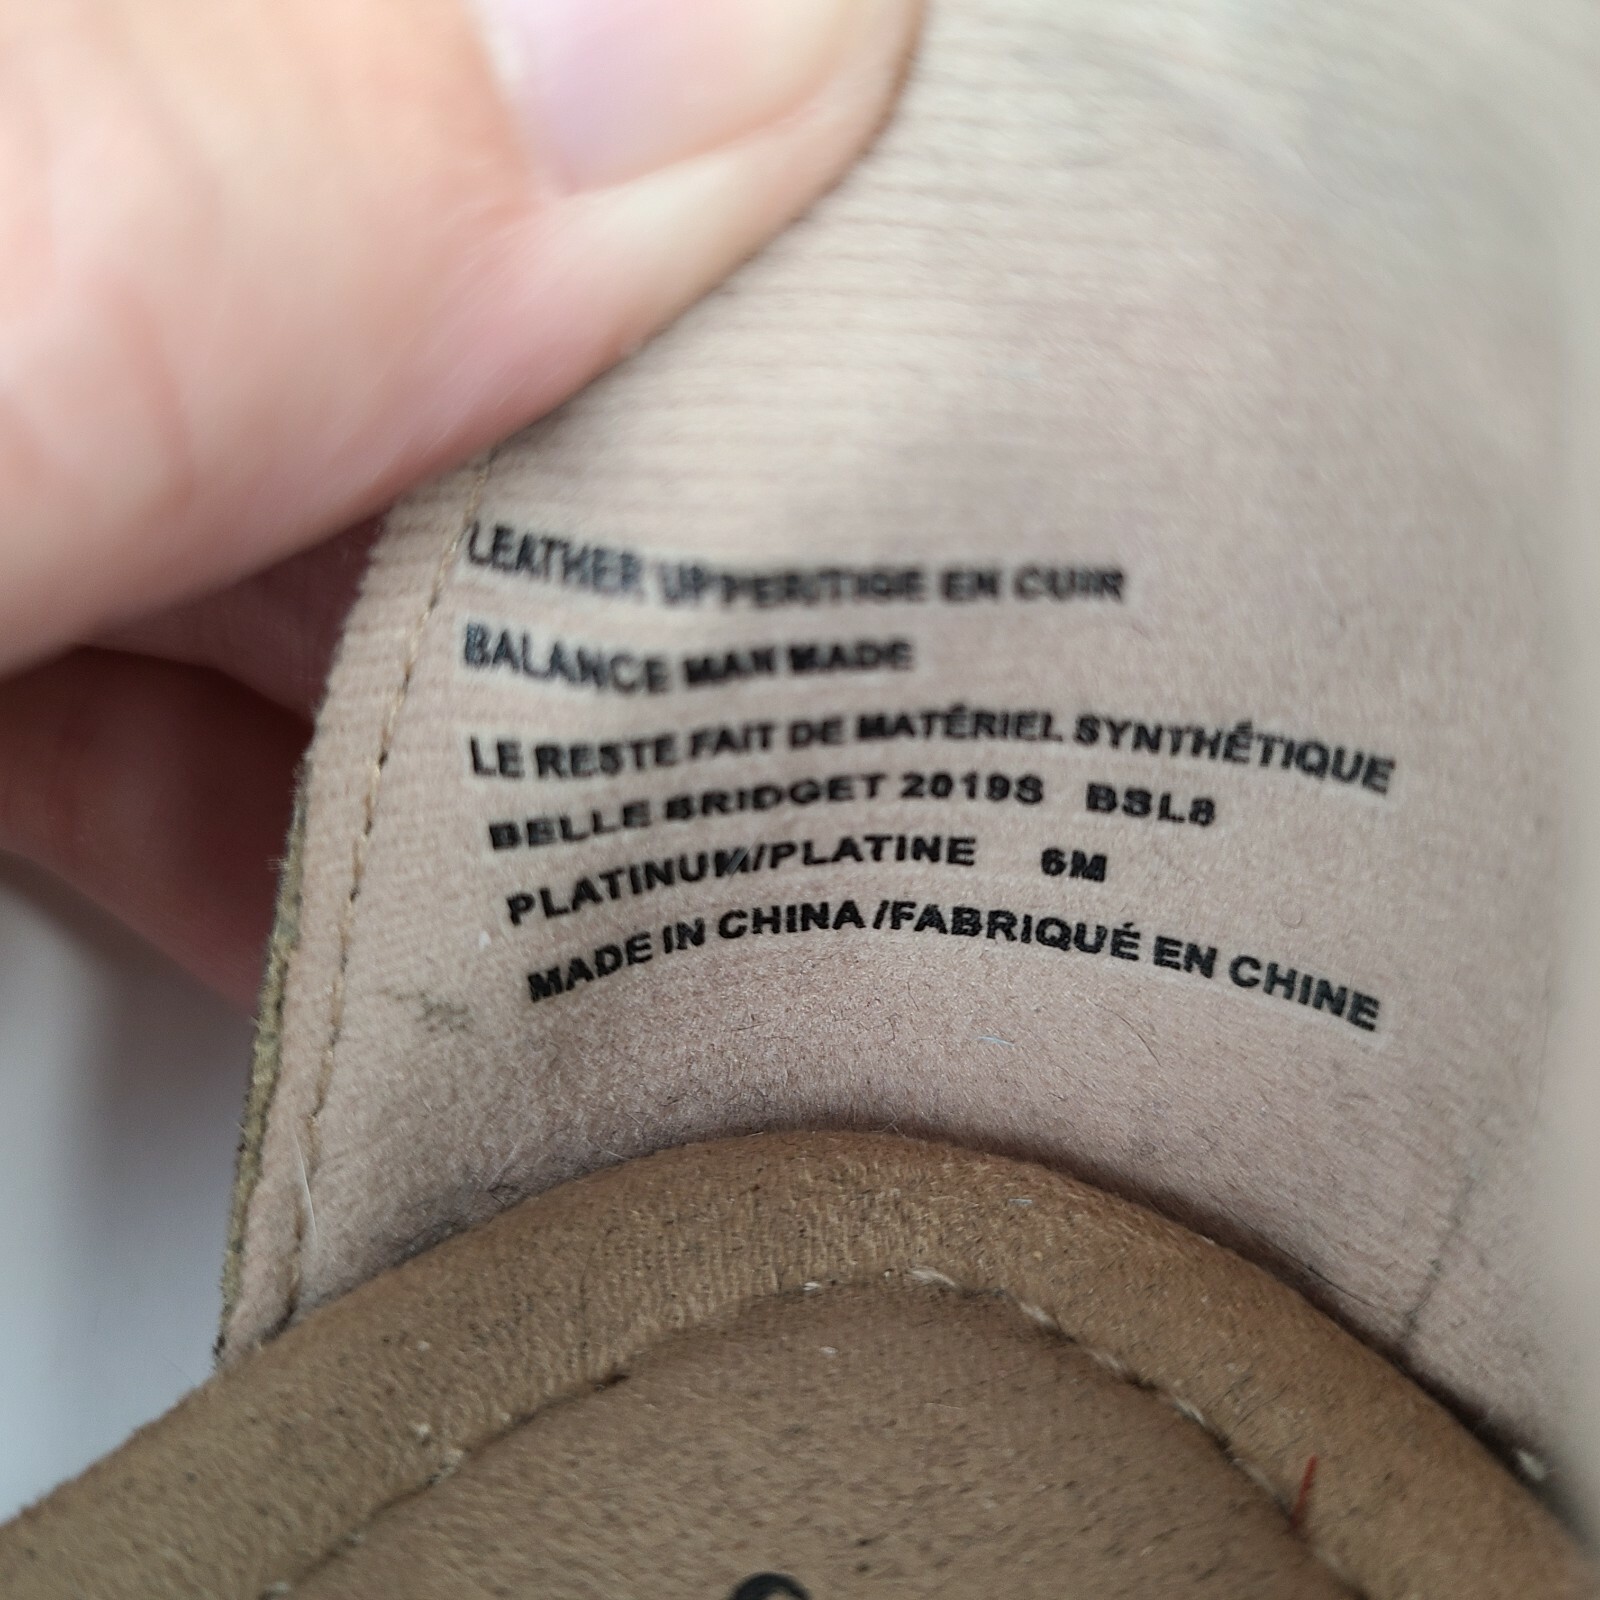 LEATHER UPPER/TIGE EN CUIR
BALANCE MAN MADE
LE RESTE FAIT DE MATÉRIEL SYNTHÉTIQUE
BELLE BRIDGET 2019S BSL8
PLATINUM/PLATINE 6M
MADE IN CHINA/FABRIQUÉ EN CHINE